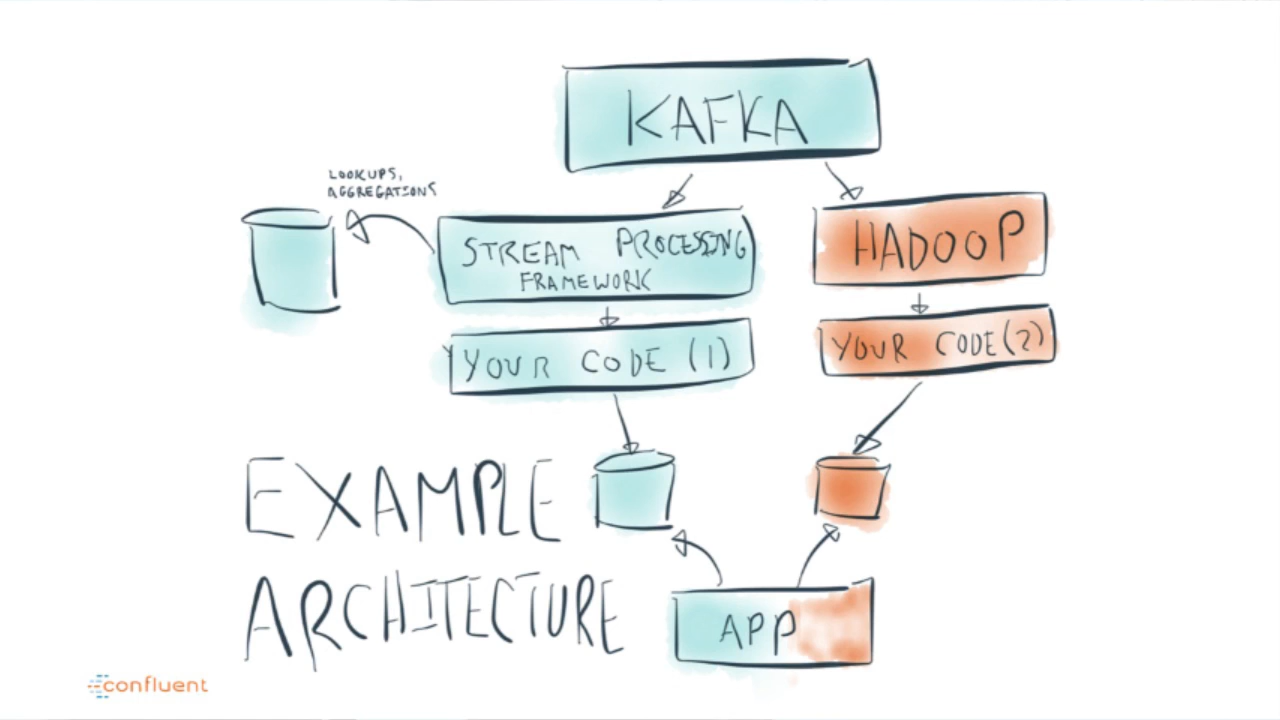 KAFKA
LOOKUPS,
AGGREGATIONS
STREAM PROCESSING
FRAMEWORK
HADOOP
YOUR CODE (1)
YOUR CODE(2)
EXAMPLE
ARCHITECTURE
APP
confluent